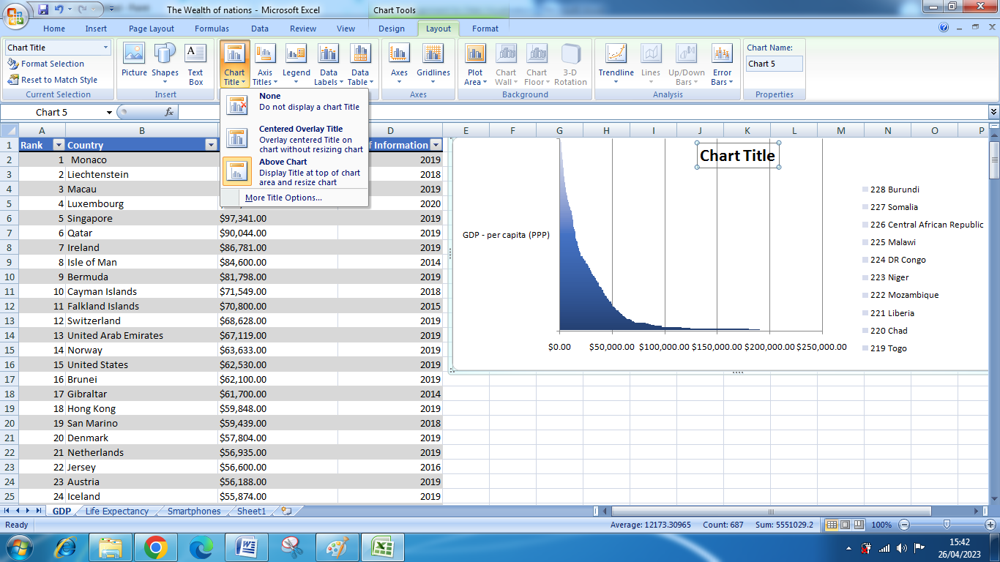 The Wealth of nations - Microsoft Excel
Chart Tools
Home Insert Page Layout Formulas Data Review View Design Layout Format
Chart Title
Format Selection
Reset to Match Style
Current Selection
Picture Shapes Text Box
Insert
Chart Title Axis Titles Legend Data Labels Data Table
Axes Gridlines
Axes
Plot Area Chart Wall Chart Floor 3-D Rotation
Background
Trendline Lines Up/Down Bars Error Bars
Analysis
Chart Name:
Chart 5
Properties
None
Do not display a chart Title
Centered Overlay Title
Overlay centered Title on
chart without resizing chart
Above Chart
Display Title at top of chart
area and resize chart
More Title Options...
Chart 5 fx
A B D E F G H I J K L M N O P
1 Rank Country f Information
2 1 Monaco 2019
3 2 Liechtenstein 2018
4 3 Macau 2019
5 4 Luxembourg 2020
6 5 Singapore $97,341.00 2019
7 6 Qatar $90,044.00 2019
8 7 Ireland $86,781.00 2019
9 8 Isle of Man $84,600.00 2014
10 9 Bermuda $81,798.00 2019
11 10 Cayman Islands $71,549.00 2018
12 11 Falkland Islands $70,800.00 2015
13 12 Switzerland $68,628.00 2019
14 13 United Arab Emirates $67,119.00 2019
15 14 Norway $63,633.00 2019
16 15 United States $62,530.00 2019
17 16 Brunei $62,100.00 2019
18 17 Gibraltar $61,700.00 2014
19 18 Hong Kong $59,848.00 2019
20 19 San Marino $59,439.00 2018
21 20 Denmark $57,804.00 2019
22 21 Netherlands $56,935.00 2019
23 22 Jersey $56,600.00 2016
24 23 Austria $56,188.00 2019
25 24 Iceland $55,874.00 2019
Chart Title
GDP - per capita (PPP)
$0.00 $50,000.00 $100,000.00 $150,000.00 $200,000.00 $250,000.00
228 Burundi
227 Somalia
226 Central African Republic
225 Malawi
224 DR Congo
223 Niger
222 Mozambique
221 Liberia
220 Chad
219 Togo
GDP Life Expectancy Smartphones Sheet1
Ready Average: 12173.30965 Count: 687 Sum: 5551029.2 100%
15:42
26/04/2023